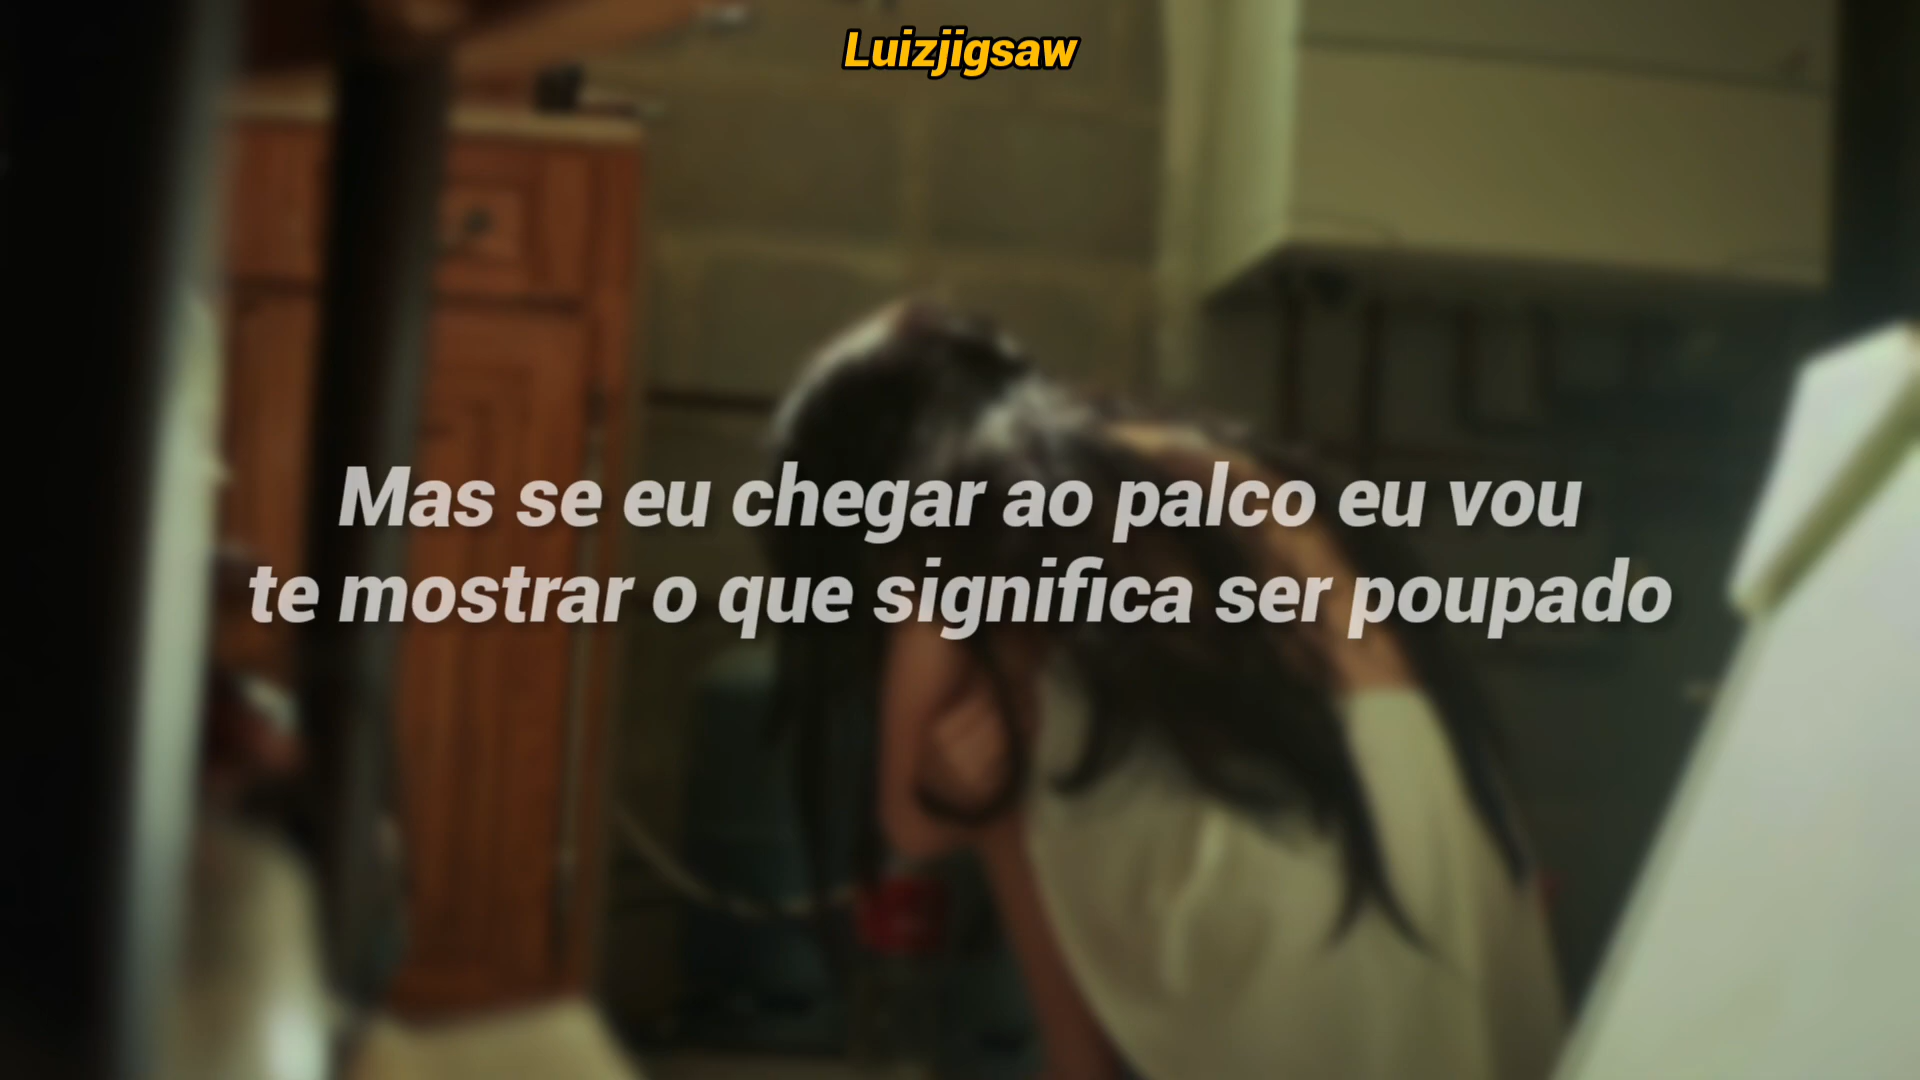 Luizjigsaw
Mas se eu chegar ao palco eu vou
te mostrar o que significa ser poupado